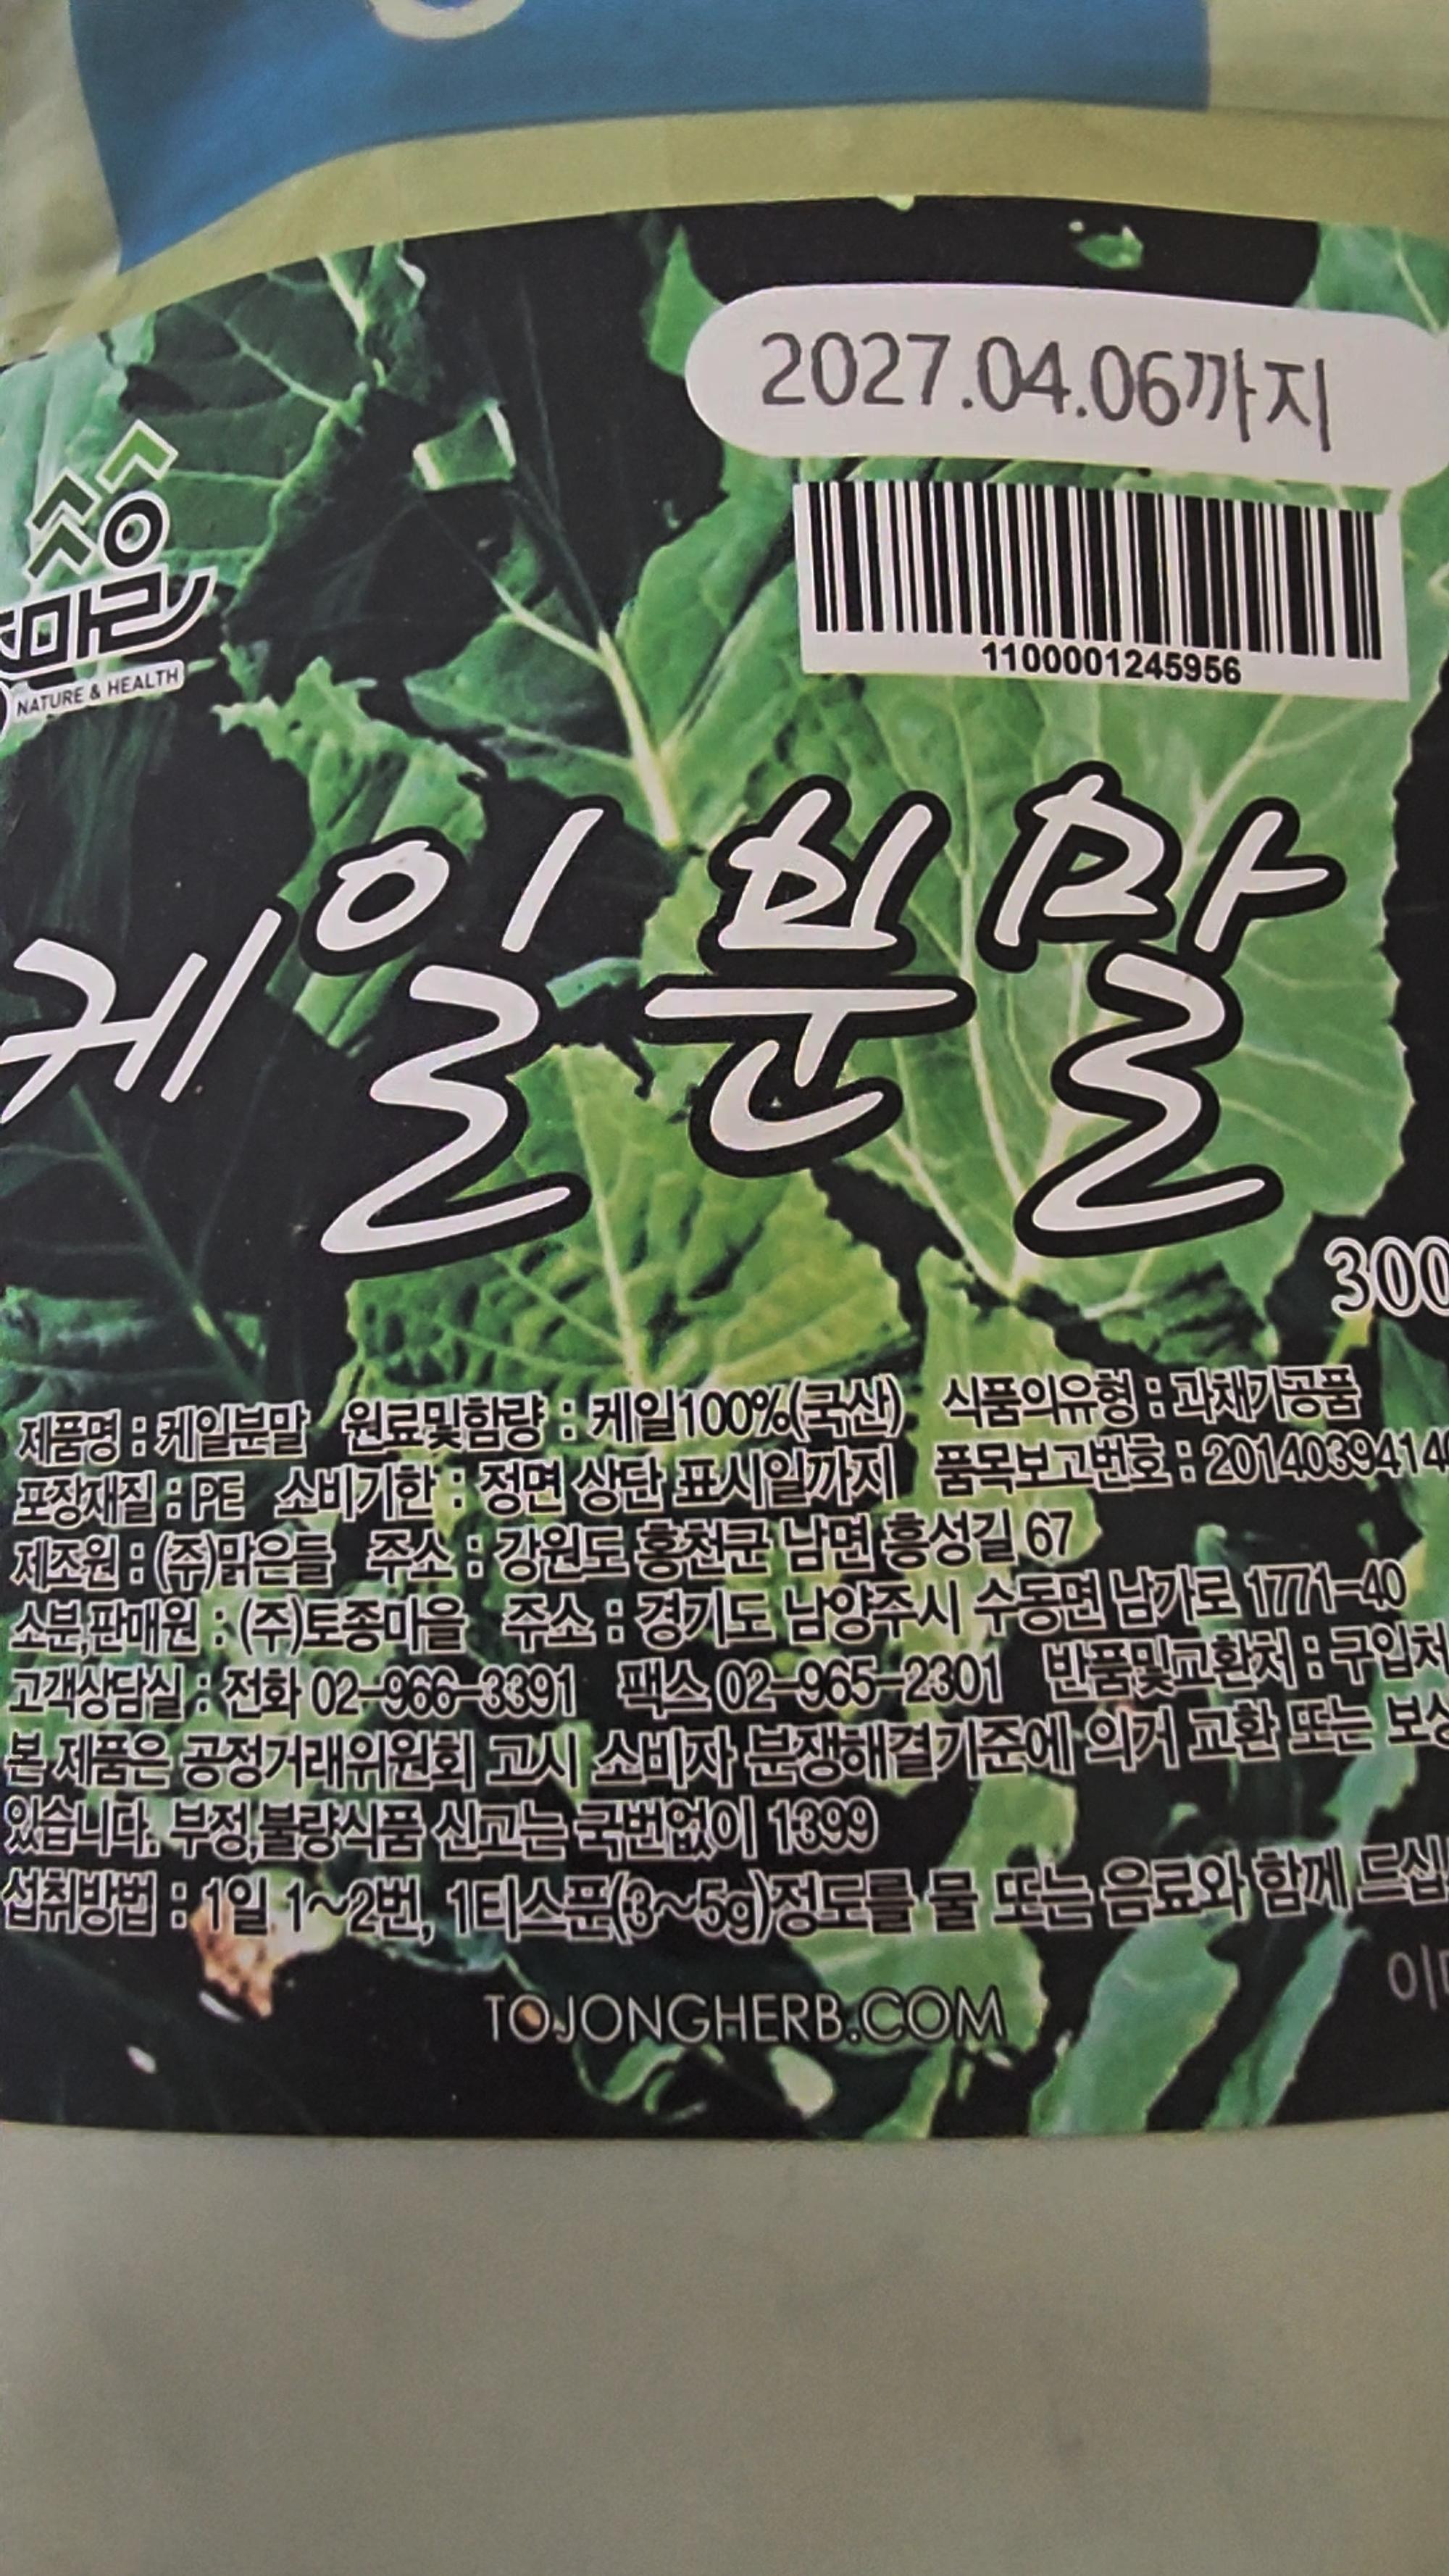 2027.04.06까지
1100001245956
NATURE & HEALTH
케일분말
300
제품명 : 케일분말 원료및함량 : 케일100%(국산) 식품의유형 : 과채가공품
포장재질 : PE 소비기한 : 정면 상단 표시일까지 품목보고번호 : 2014039414
제조원 : (주)맑은들 주소 : 강원도 홍천군 남면 흥성길 67
소분,판매원 : (주)토종마을 주소 : 경기도 남양주시 수동면 남가로 1771-40
고객상담실 : 전화 02-966-3391 팩스 02-965-2301 반품및교환처 : 구입처
본 제품은 공정거래위원회 고시 소비자 분쟁해결기준에 의거 교환 또는 보상
있습니다. 부정,불량식품 신고는 국번없이 1399
섭취방법 : 1일 1~2번, 1티스푼(3~5g)정도를 물 또는 음료와 함께 드십
TOJONGHERB.COM